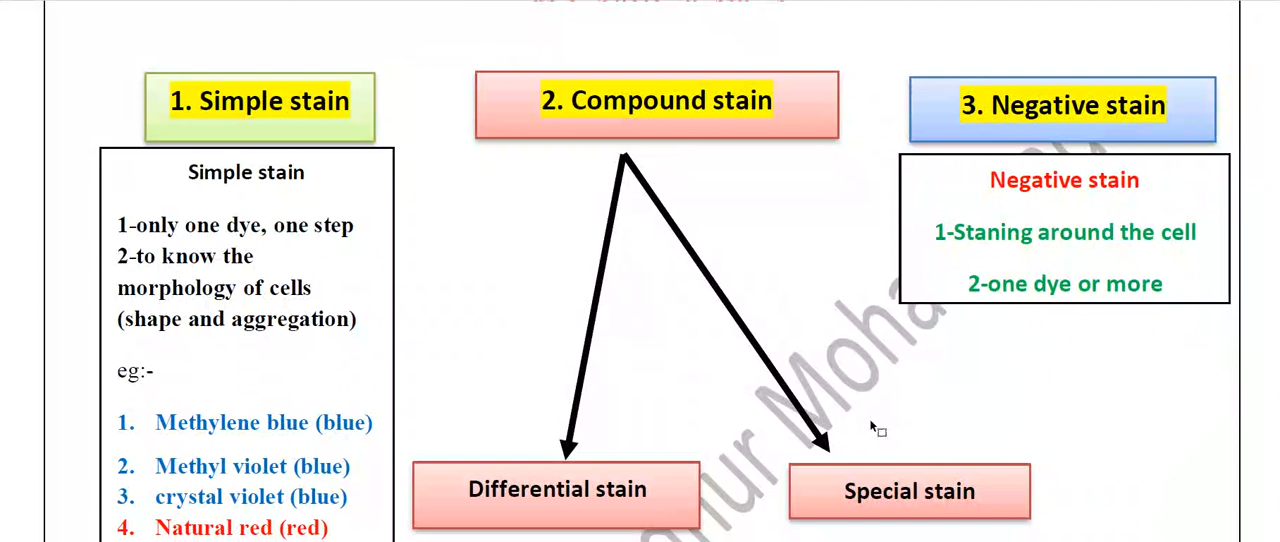 1. Simple stain
2. Compound stain
3. Negative stain
Simple stain
1-only one dye, one step
2-to know the
morphology of cells
(shape and aggregation)
eg:-
1. Methylene blue (blue)
2. Methyl violet (blue)
3. crystal violet (blue)
4. Natural red (red)
Negative stain
1-Staning around the cell
2-one dye or more
Differential stain
Special stain